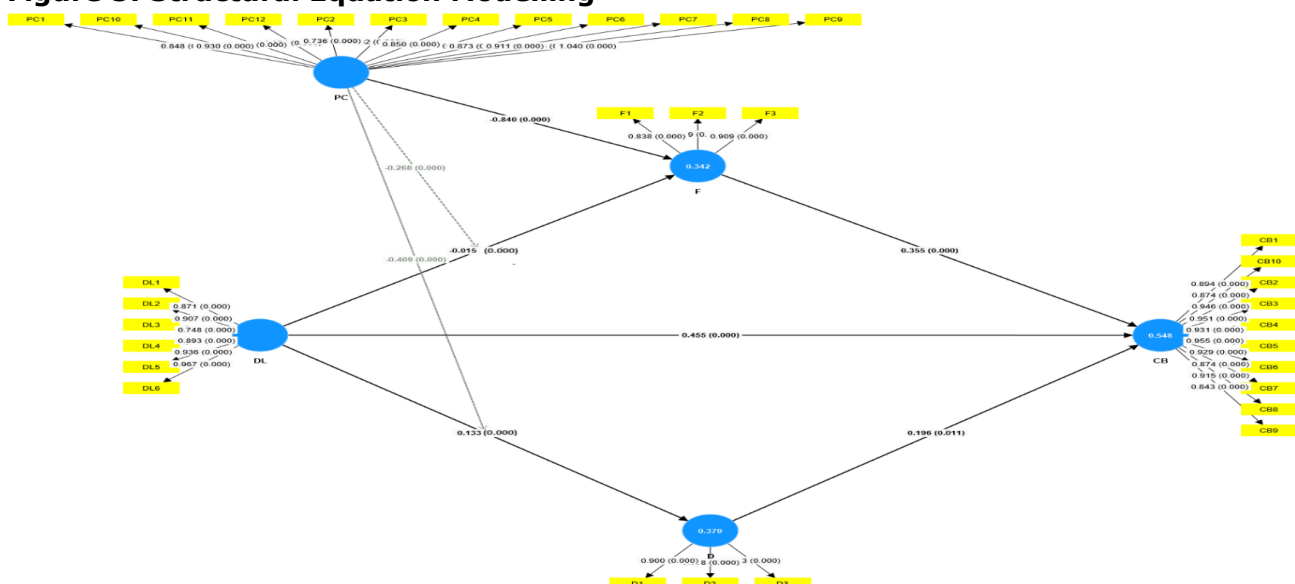 Figure 3: Structural Equation Modelling
PC1 PC10 PC11 PC12 PC2 PC3 PC4 PC5 PC6 PC7 PC8 PC9
0.848 0.930 (0.000) (0.000) 0.736 (0.000) 0.850 (0.000) 0.873 0.911 (0.000) 1.040 (0.000)
PC
-0.840 (0.000)
F1 F2 F3
0.838 (0.000) 0.909 (0.000)
0.342
F
-0.268 (0.000)
-0.015 (0.000)
-0.409 (0.000)
0.355 (0.000)
DL1
DL2
DL3
DL4
DL5
DL6
0.871 (0.000)
0.907 (0.000)
0.748 (0.000)
0.893 (0.000)
0.936 (0.000)
0.967 (0.000)
DL
0.455 (0.000)
CB1
CB10
CB2
CB3
CB4
CB5
CB6
CB7
CB8
CB9
0.894 (0.000)
0.874 (0.000)
0.946 (0.000)
0.951 (0.000)
0.931 (0.000)
0.955 (0.000)
0.929 (0.000)
0.874 (0.000)
0.915 (0.000)
0.843 (0.000)
0.548
CB
0.133 (0.000)
0.196 (0.011)
0.379
D
0.900 (0.000) 8 (0.000) 3 (0.000)
D1 D2 D3